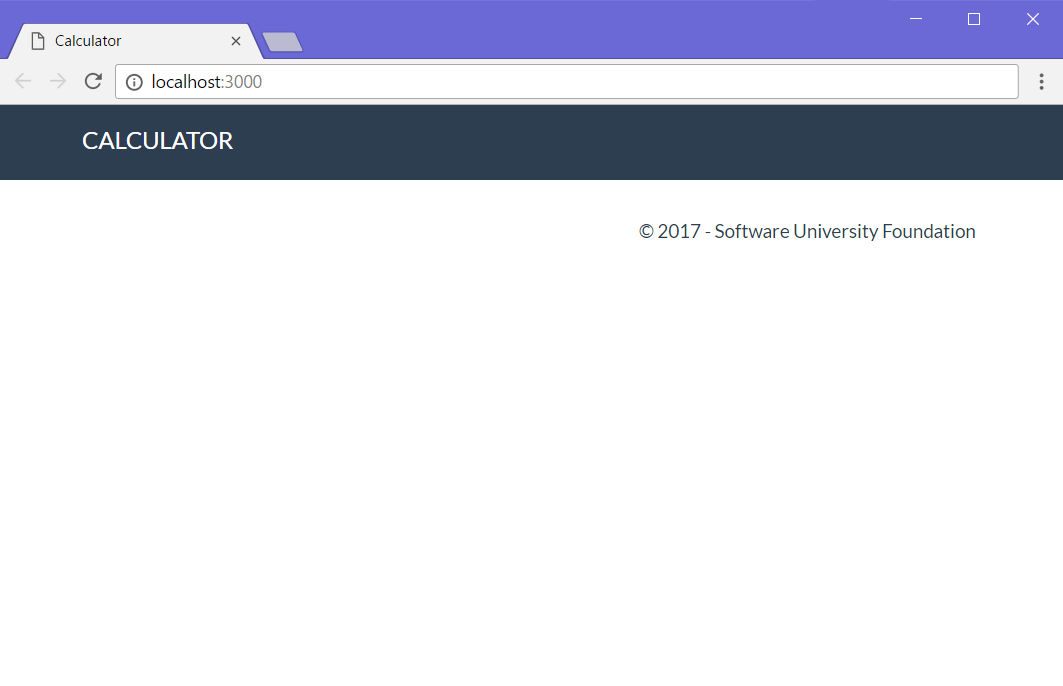 Calculator
localhost:3000
CALCULATOR
© 2017 - Software University Foundation